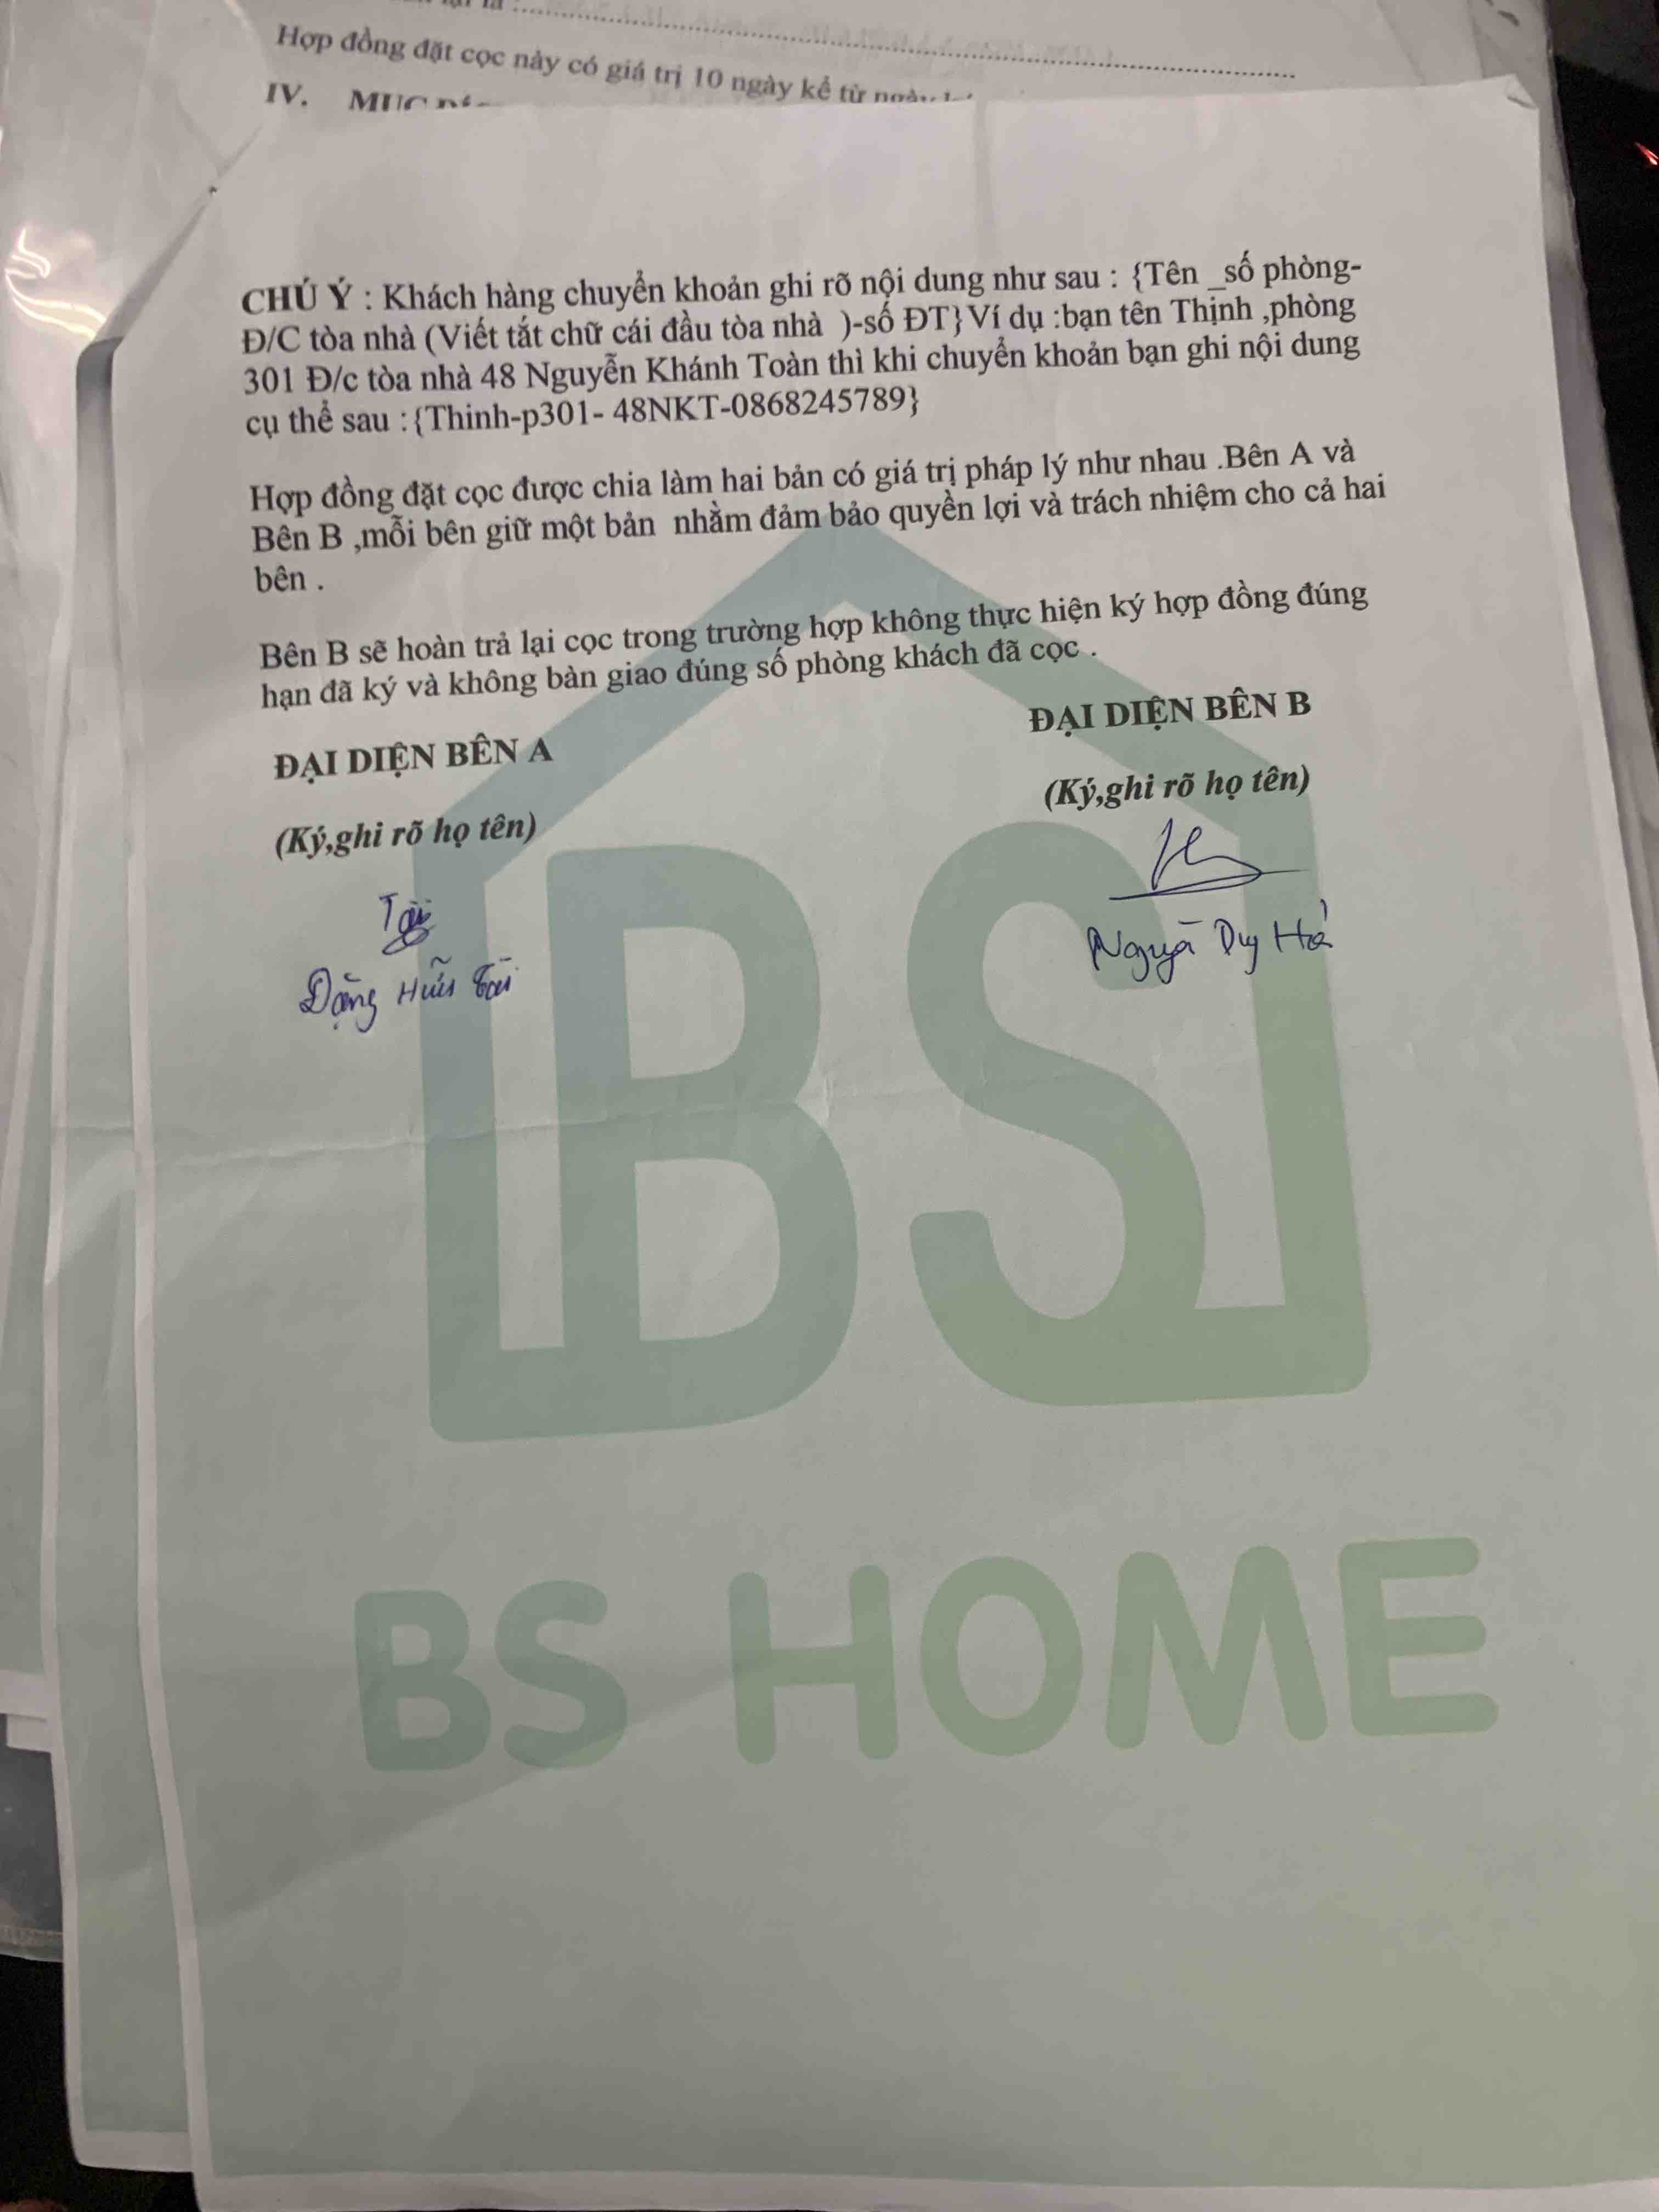 Hợp đồng đặt cọc này có giá trị 10 ngày kể từ
IV.
CHÚ Ý : Khách hàng chuyển khoản ghi rõ nội dung như sau : {Tên _số phòng-
Đ/C tòa nhà (Viết tắt chữ cái đầu tòa nhà )-số ĐT}Ví dụ :bạn tên Thịnh ,phòng
301 Đ/c tòa nhà 48 Nguyễn Khánh Toàn thì khi chuyển khoản bạn ghi nội dung
cụ thể sau :{Thinh-p301- 48NKT-0868245789}
Hợp đồng đặt cọc được chia làm hai bản có giá trị pháp lý như nhau .Bên A và
Bên B ,mỗi bên giữ một bản nhằm đảm bảo quyền lợi và trách nhiệm cho cả hai
bên .
Bên B sẽ hoàn trả lại cọc trong trường hợp không thực hiện ký hợp đồng đúng
hạn đã ký và không bàn giao đúng số phòng khách đã cọc .
ĐẠI DIỆN BÊN B
ĐẠI DIỆN BÊN A
(Ký,ghi rõ họ tên)
(Ký,ghi rõ họ tên)
Tài
Đặng Hữu Tài
Duy
BS
BS HOME